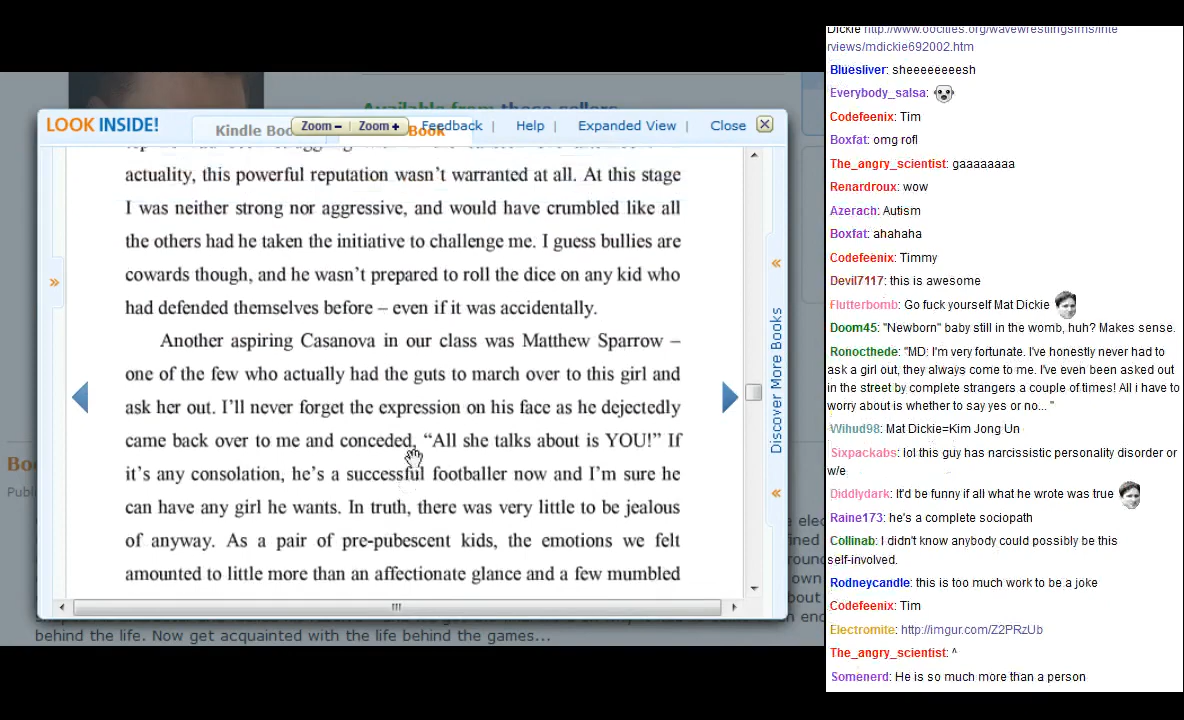 LOOK INSIDE!
Kindle Boo
Zoom – | Zoom +
Book
Feedback | Help | Expanded View | Close
actuality, this powerful reputation wasn’t warranted at all. At this stage
I was neither strong nor aggressive, and would have crumbled like all
the others had he taken the initiative to challenge me. I guess bullies are
cowards though, and he wasn’t prepared to roll the dice on any kid who
had defended themselves before – even if it was accidentally.
Another aspiring Casanova in our class was Matthew Sparrow –
one of the few who actually had the guts to march over to this girl and
ask her out. I’ll never forget the expression on his face as he dejectedly
came back over to me and conceded, “All she talks about is YOU!” If
it’s any consolation, he’s a successful footballer now and I’m sure he
can have any girl he wants. In truth, there was very little to be jealous
of anyway. As a pair of pre-pubescent kids, the emotions we felt
amounted to little more than an affectionate glance and a few mumbled
Discover More Books
Available from these sellers
behind the life. Now get acquainted with the life behind the games...
Dickie http://www.oocities.org/wavewrestlingsims/inte
rviews/mdickie692002.htm
Bluesliver: sheeeeeeeesh
Everybody_salsa:
Codefeenix: Tim
Boxfat: omg rofl
The_angry_scientist: gaaaaaaaa
Renardroux: wow
Azerach: Autism
Boxfat: ahahaha
Codefeenix: Timmy
Devil7117: this is awesome
Flutterbomb: Go fuck yourself Mat Dickie
Doom45: "Newborn" baby still in the womb, huh? Makes sense.
Ronocthede: "MD: I'm very fortunate. I've honestly never had to
ask a girl out, they always come to me. I've even been asked out
in the street by complete strangers a couple of times! All i have to
worry about is whether to say yes or no... "
Wihud98: Mat Dickie=Kim Jong Un
Sixpackabs: lol this guy has narcissistic personality disorder or
w/e
Diddlydark: It'd be funny if all what he wrote was true
Raine173: he's a complete sociopath
Collinab: I didn't know anybody could possibly be this
self-involved.
Rodneycandle: this is too much work to be a joke
Codefeenix: Tim
Electromite: http://imgur.com/Z2PRzUb
The_angry_scientist: ^
Somenerd: He is so much more than a person